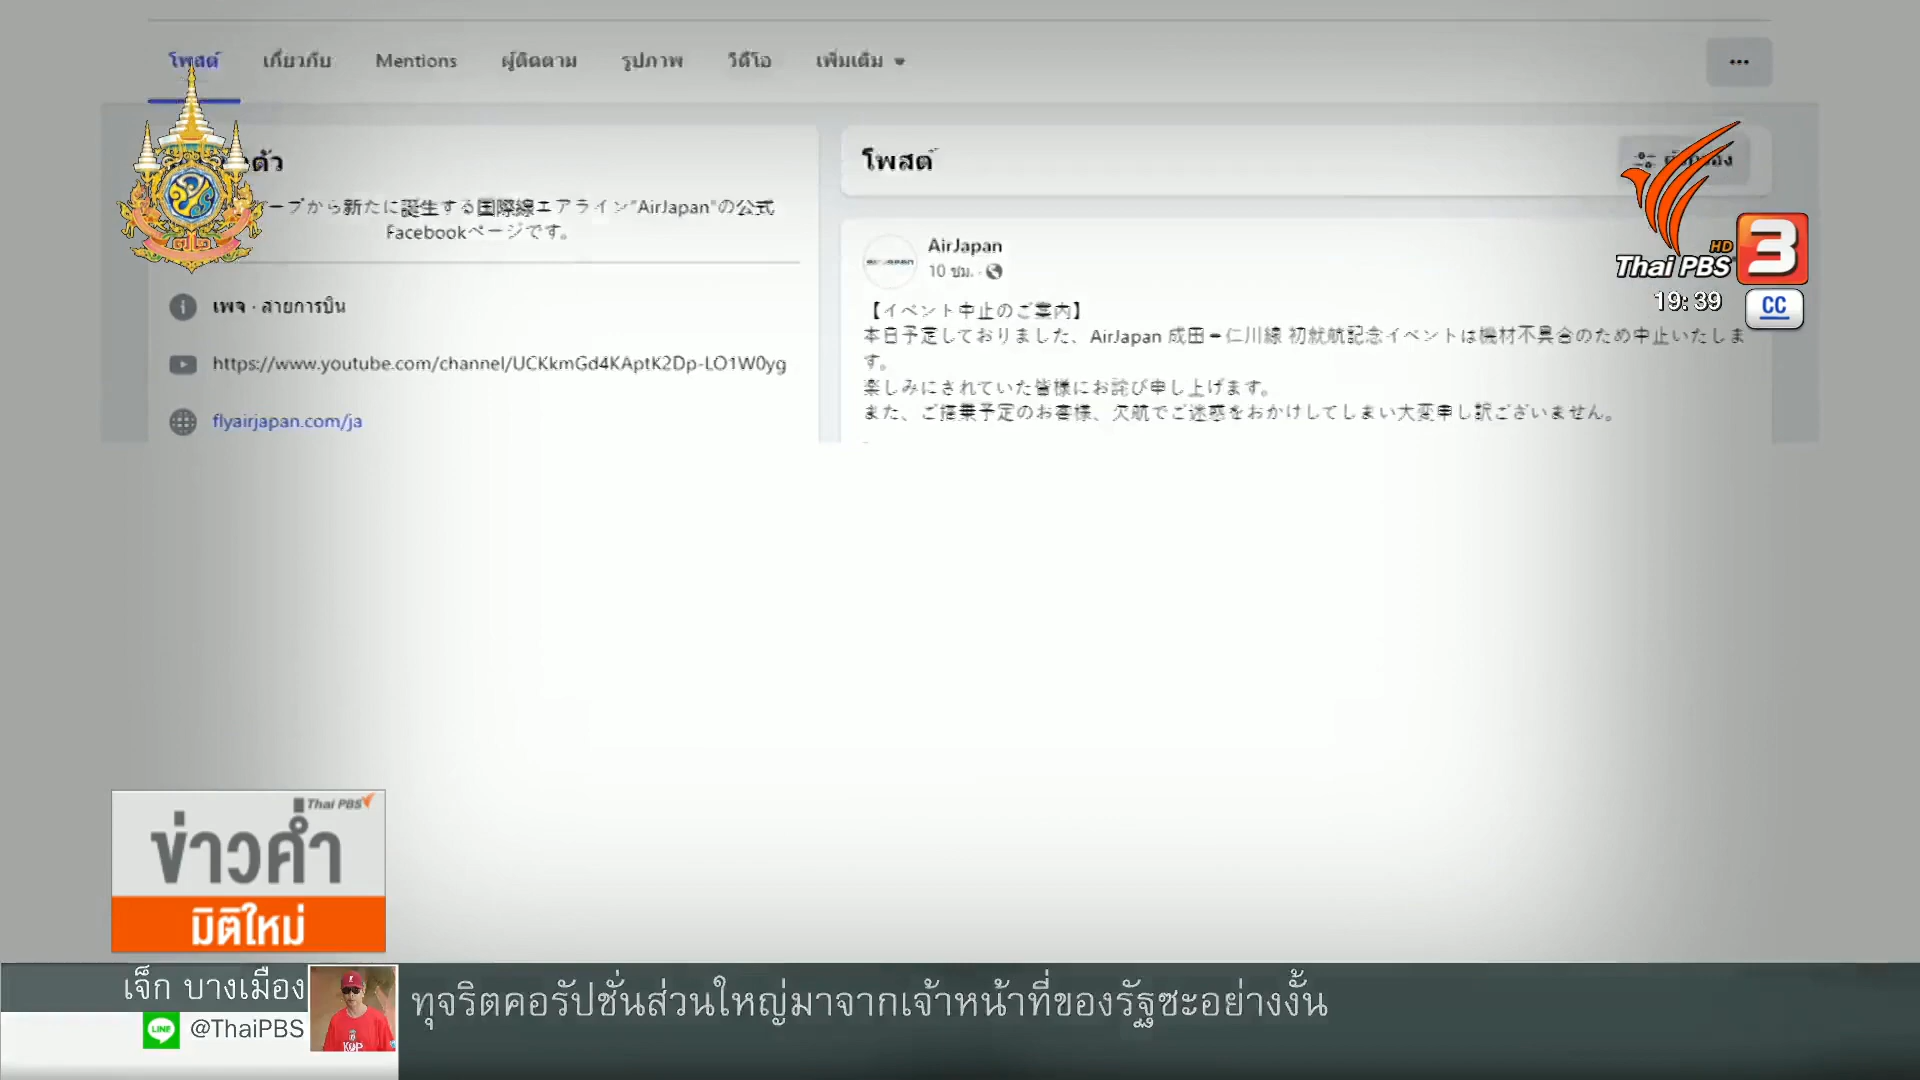 โพสต์ เกี่ยวกับ Mentions ผู้ติดตาม รูปภาพ วิดีโอ เพิ่มเติม
ープから新たに誕生する国際線エアライン"AirJapan"の公式
Facebookページです。
เพจ · สายการบิน
https://www.youtube.com/channel/UCKkmGd4KAptK2Dp-LO1W0yg
flyairjapan.com/ja
โพสต์
AirJapan
10 ชม.
【イベント中止のご案内】
本日予定しておりました、AirJapan 成田ー仁川線 初就航記念イベントは機材不具合のため中止いたしま
す。
楽しみにされていた皆様にお詫び申し上げます。
また、ご搭乗予定のお客様、欠航でご迷惑をおかけしてしまい大変申し訳ございません。
HD
Thai PBS 3
19:39
CC
Thai PBS
ข่าวค่ำ
มิติใหม่
เจ็ก บางเมือง
LINE @ThaiPBS
ทุจริตคอรัปชั่นส่วนใหญ่มาจากเจ้าหน้าที่ของรัฐซะอย่างงั้น